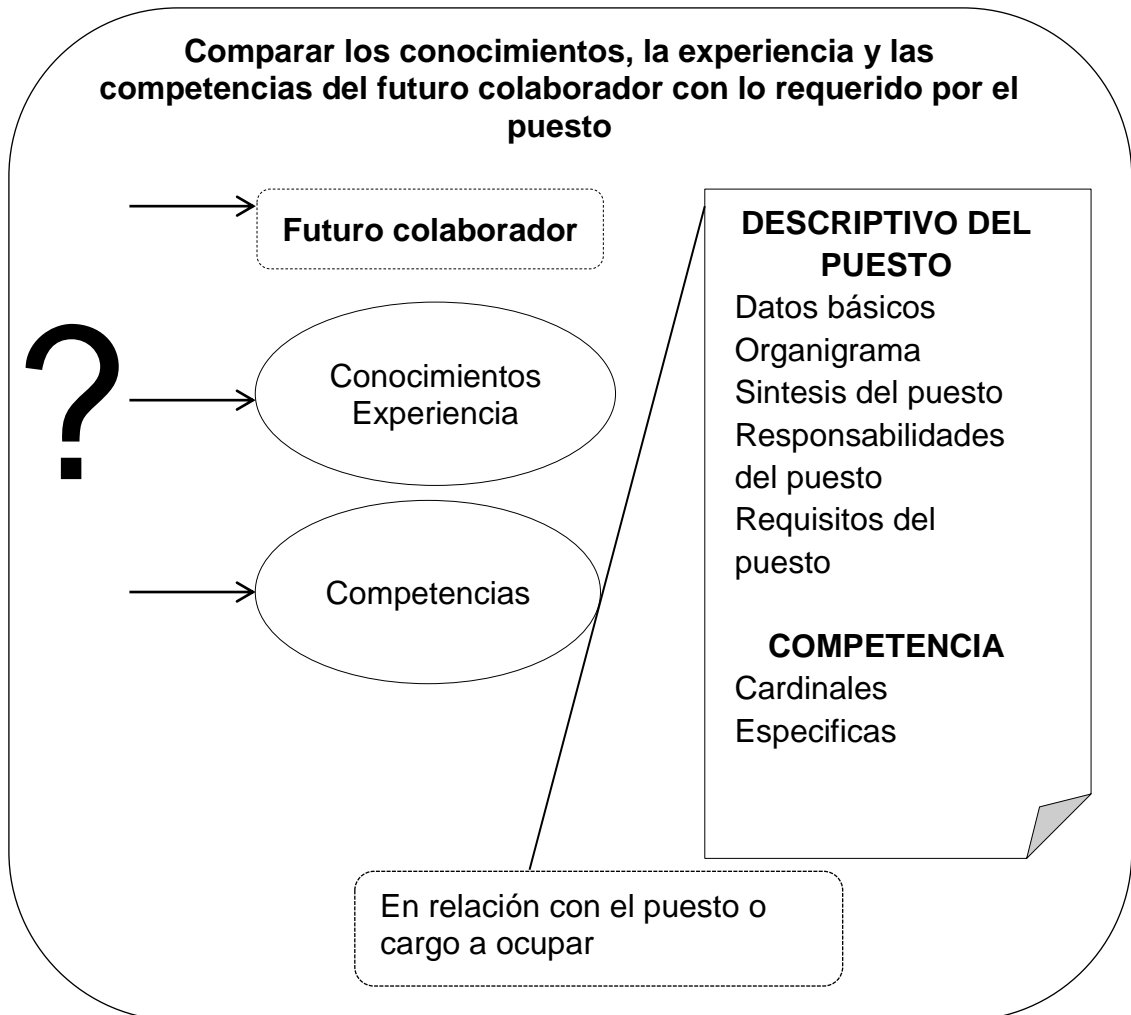 Comparar los conocimientos, la experiencia y las
competencias del futuro colaborador con lo requerido por el
puesto
Futuro colaborador
?
Conocimientos
Experiencia
Competencias
DESCRIPTIVO DEL
PUESTO
Datos básicos
Organigrama
Sintesis del puesto
Responsabilidades
del puesto
Requisitos del
puesto
COMPETENCIA
Cardinales
Especificas
En relación con el puesto o
cargo a ocupar